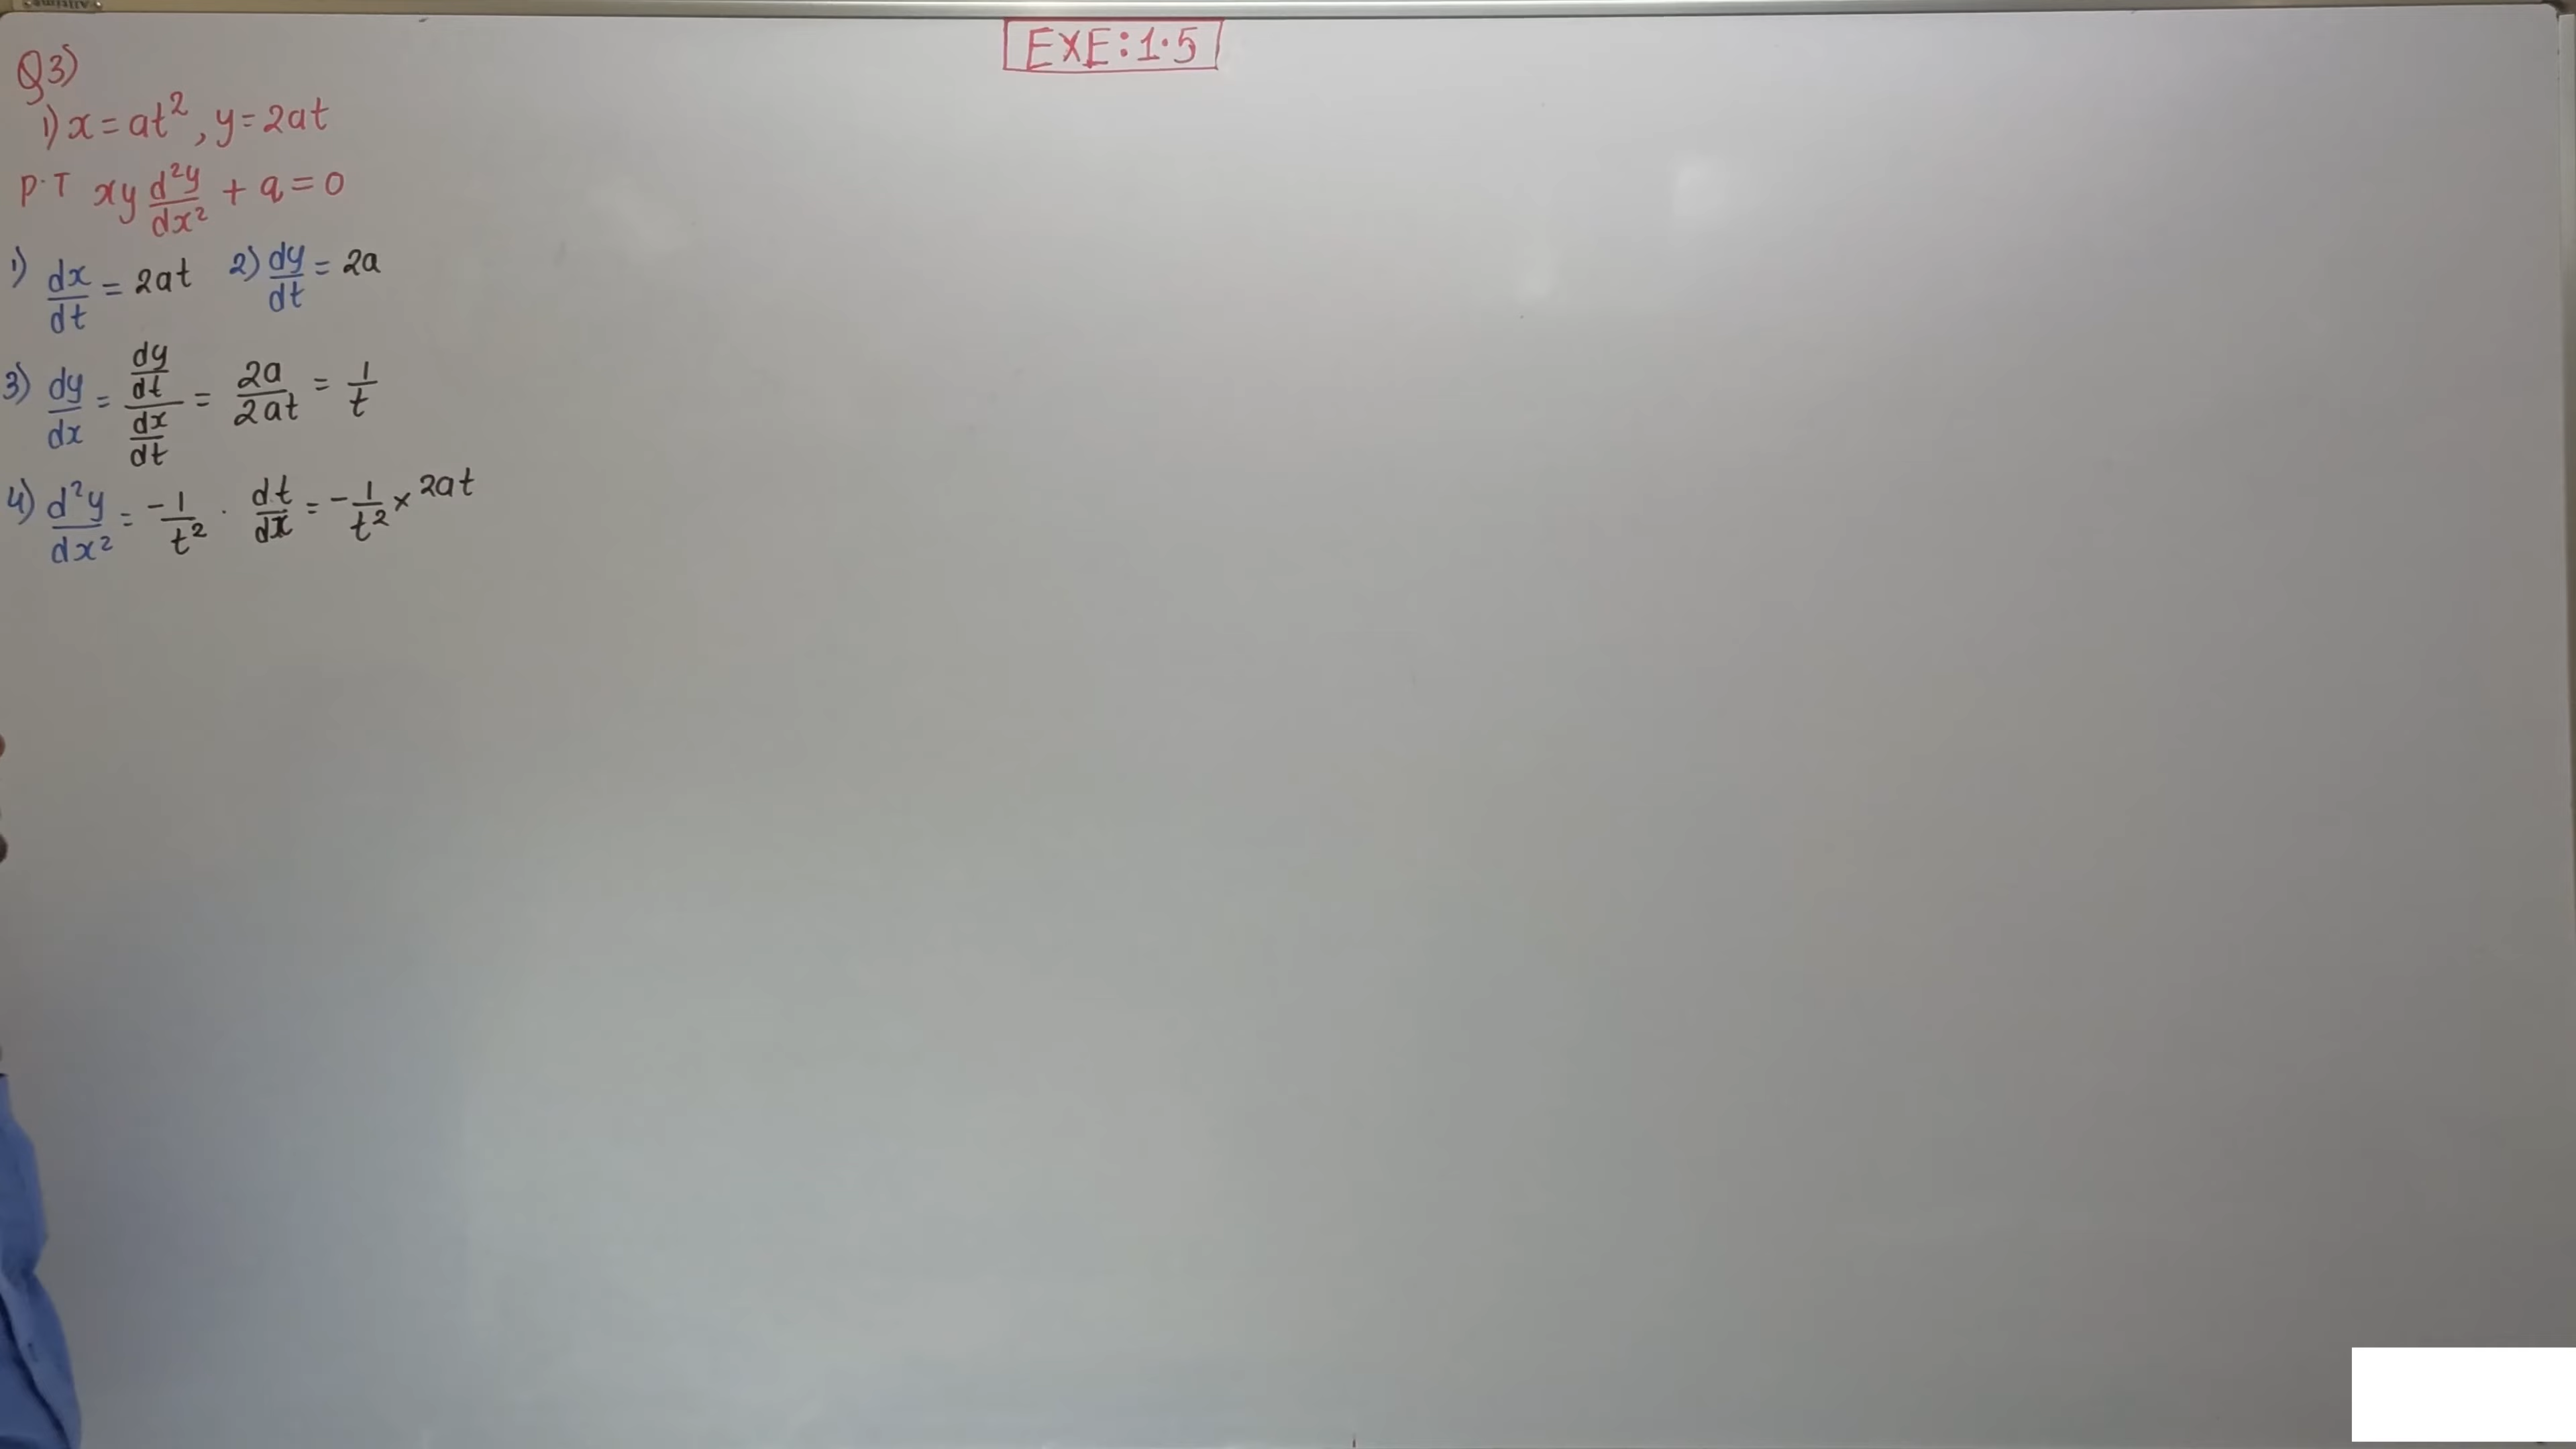 EXE:1.5
Q3)
1) x = at², y = 2at
P.T xy d²y/dx² + a = 0
1) dx/dt = 2at 2) dy/dt = 2a
3) dy/dx = (dy/dt)/(dx/dt) = 2a/2at = 1/t
4) d²y/dx² = -1/t² · dt/dx = -1/t² × 2at